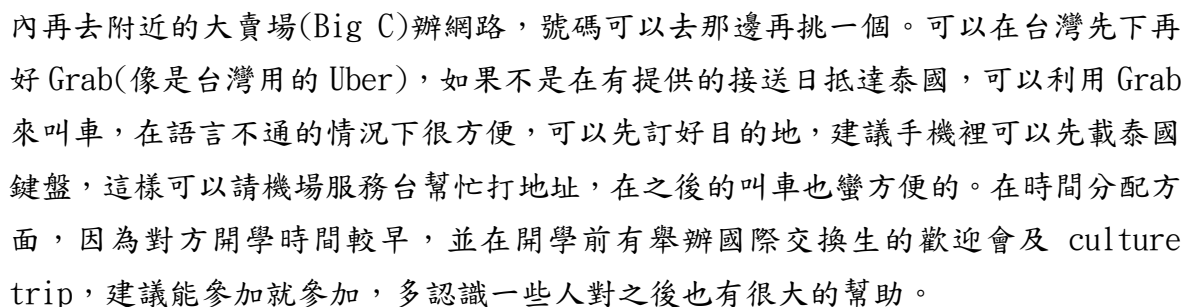 內再去附近的大賣場(Big C)辦網路，號碼可以去那邊再挑一個。可以在台灣先下再
好 Grab(像是台灣用的 Uber)，如果不是在有提供的接送日抵達泰國，可以利用 Grab
來叫車，在語言不通的情況下很方便，可以先訂好目的地，建議手機裡可以先載泰國
鍵盤，這樣可以請機場服務台幫忙打地址，在之後的叫車也蠻方便的。在時間分配方
面，因為對方開學時間較早，並在開學前有舉辦國際交換生的歡迎會及 culture
trip，建議能參加就參加，多認識一些人對之後也有很大的幫助。